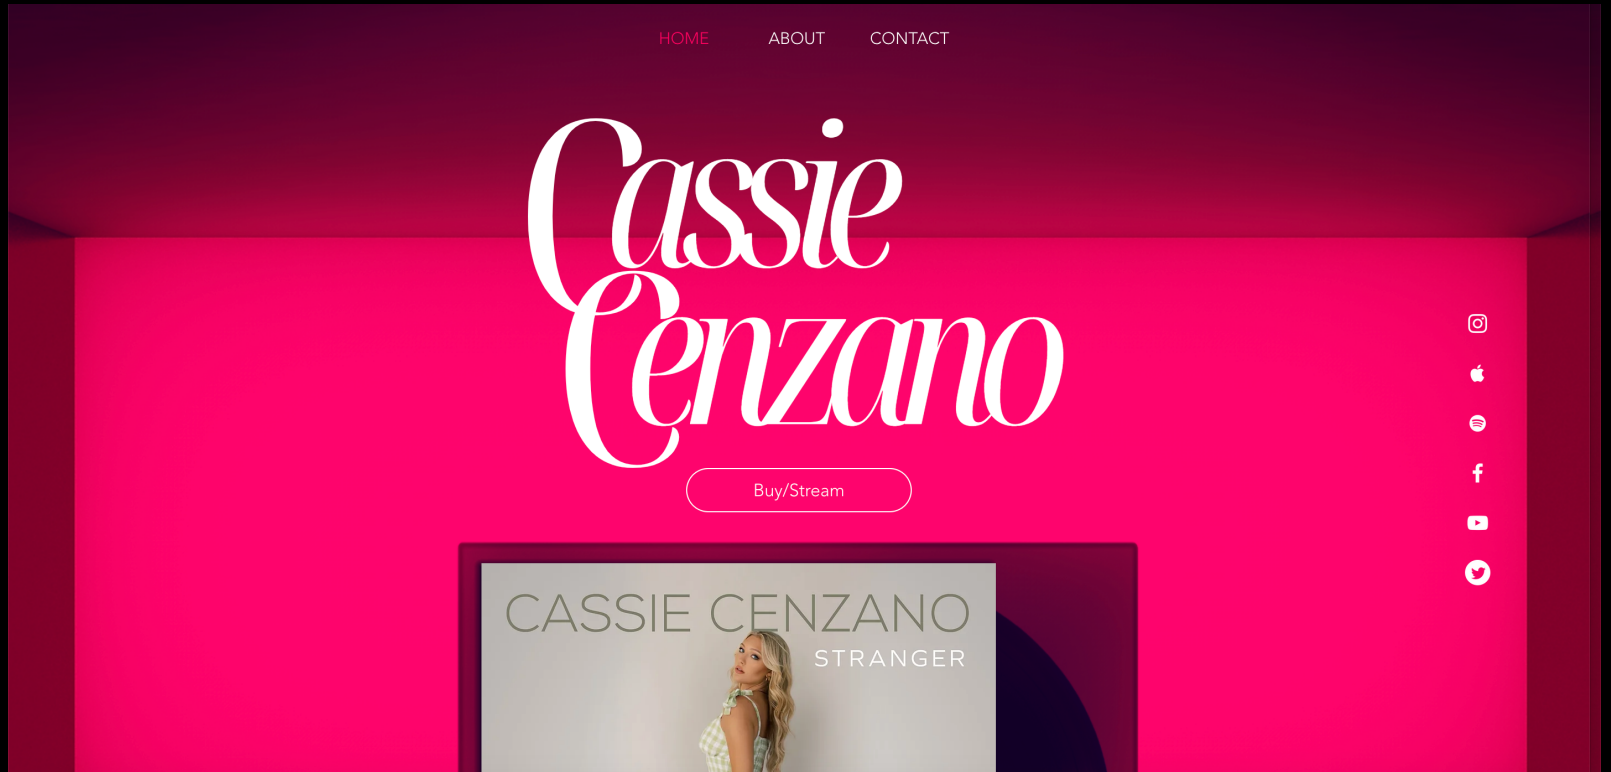 HOME ABOUT CONTACT
Cassie
Cenzano
Buy/Stream
CASSIE CENZANO
STRANGER